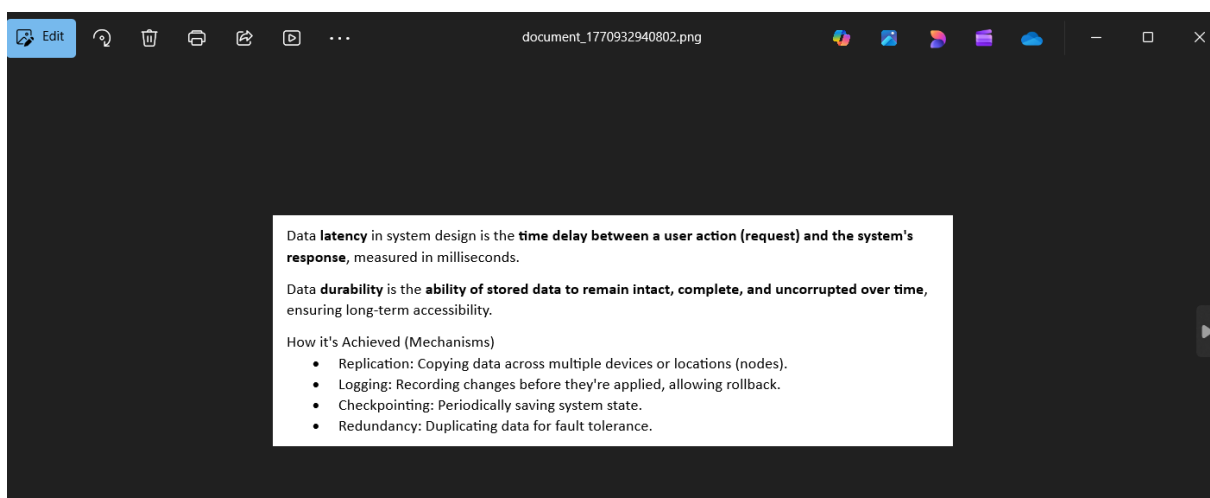 Edit
document_1770932940802.png
Data latency in system design is the time delay between a user action (request) and the system's
response, measured in milliseconds.
Data durability is the ability of stored data to remain intact, complete, and uncorrupted over time,
ensuring long-term accessibility.
How it's Achieved (Mechanisms)
• Replication: Copying data across multiple devices or locations (nodes).
• Logging: Recording changes before they're applied, allowing rollback.
• Checkpointing: Periodically saving system state.
• Redundancy: Duplicating data for fault tolerance.